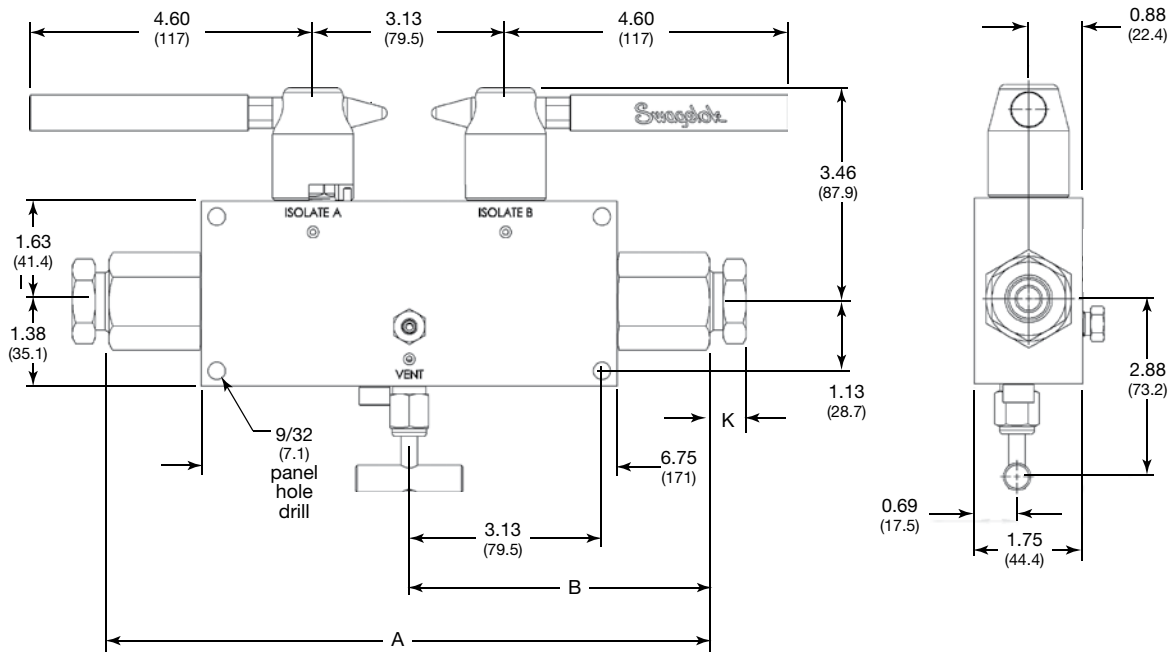 4.60
(117)
3.13
(79.5)
4.60
(117)
0.88
(22.4)
Swagelok
3.46
(87.9)
ISOLATE A
ISOLATE B
1.63
(41.4)
1.38
(35.1)
VENT
1.13
(28.7)
2.88
(73.2)
K
9/32
(7.1)
panel
hole
drill
6.75
(171)
3.13
(79.5)
0.69
(17.5)
1.75
(44.4)
B
A